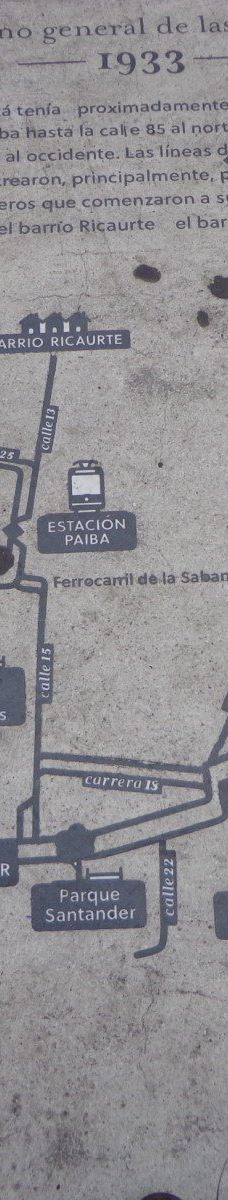 no general de las
1933
á tenía proximadamente
ba hasta la calle 85 al nort
al occidente. Las líneas d
rearon, principalmente, p
eros que comenzaron a s
el barrio Ricaurte el bar
ARRIO RICAURTE
calle 13
25
ESTACIÓN
PAIBA
Ferrocarril de la Saban
calle 15
S
carrera 18
R
Parque
Santander
calle 22